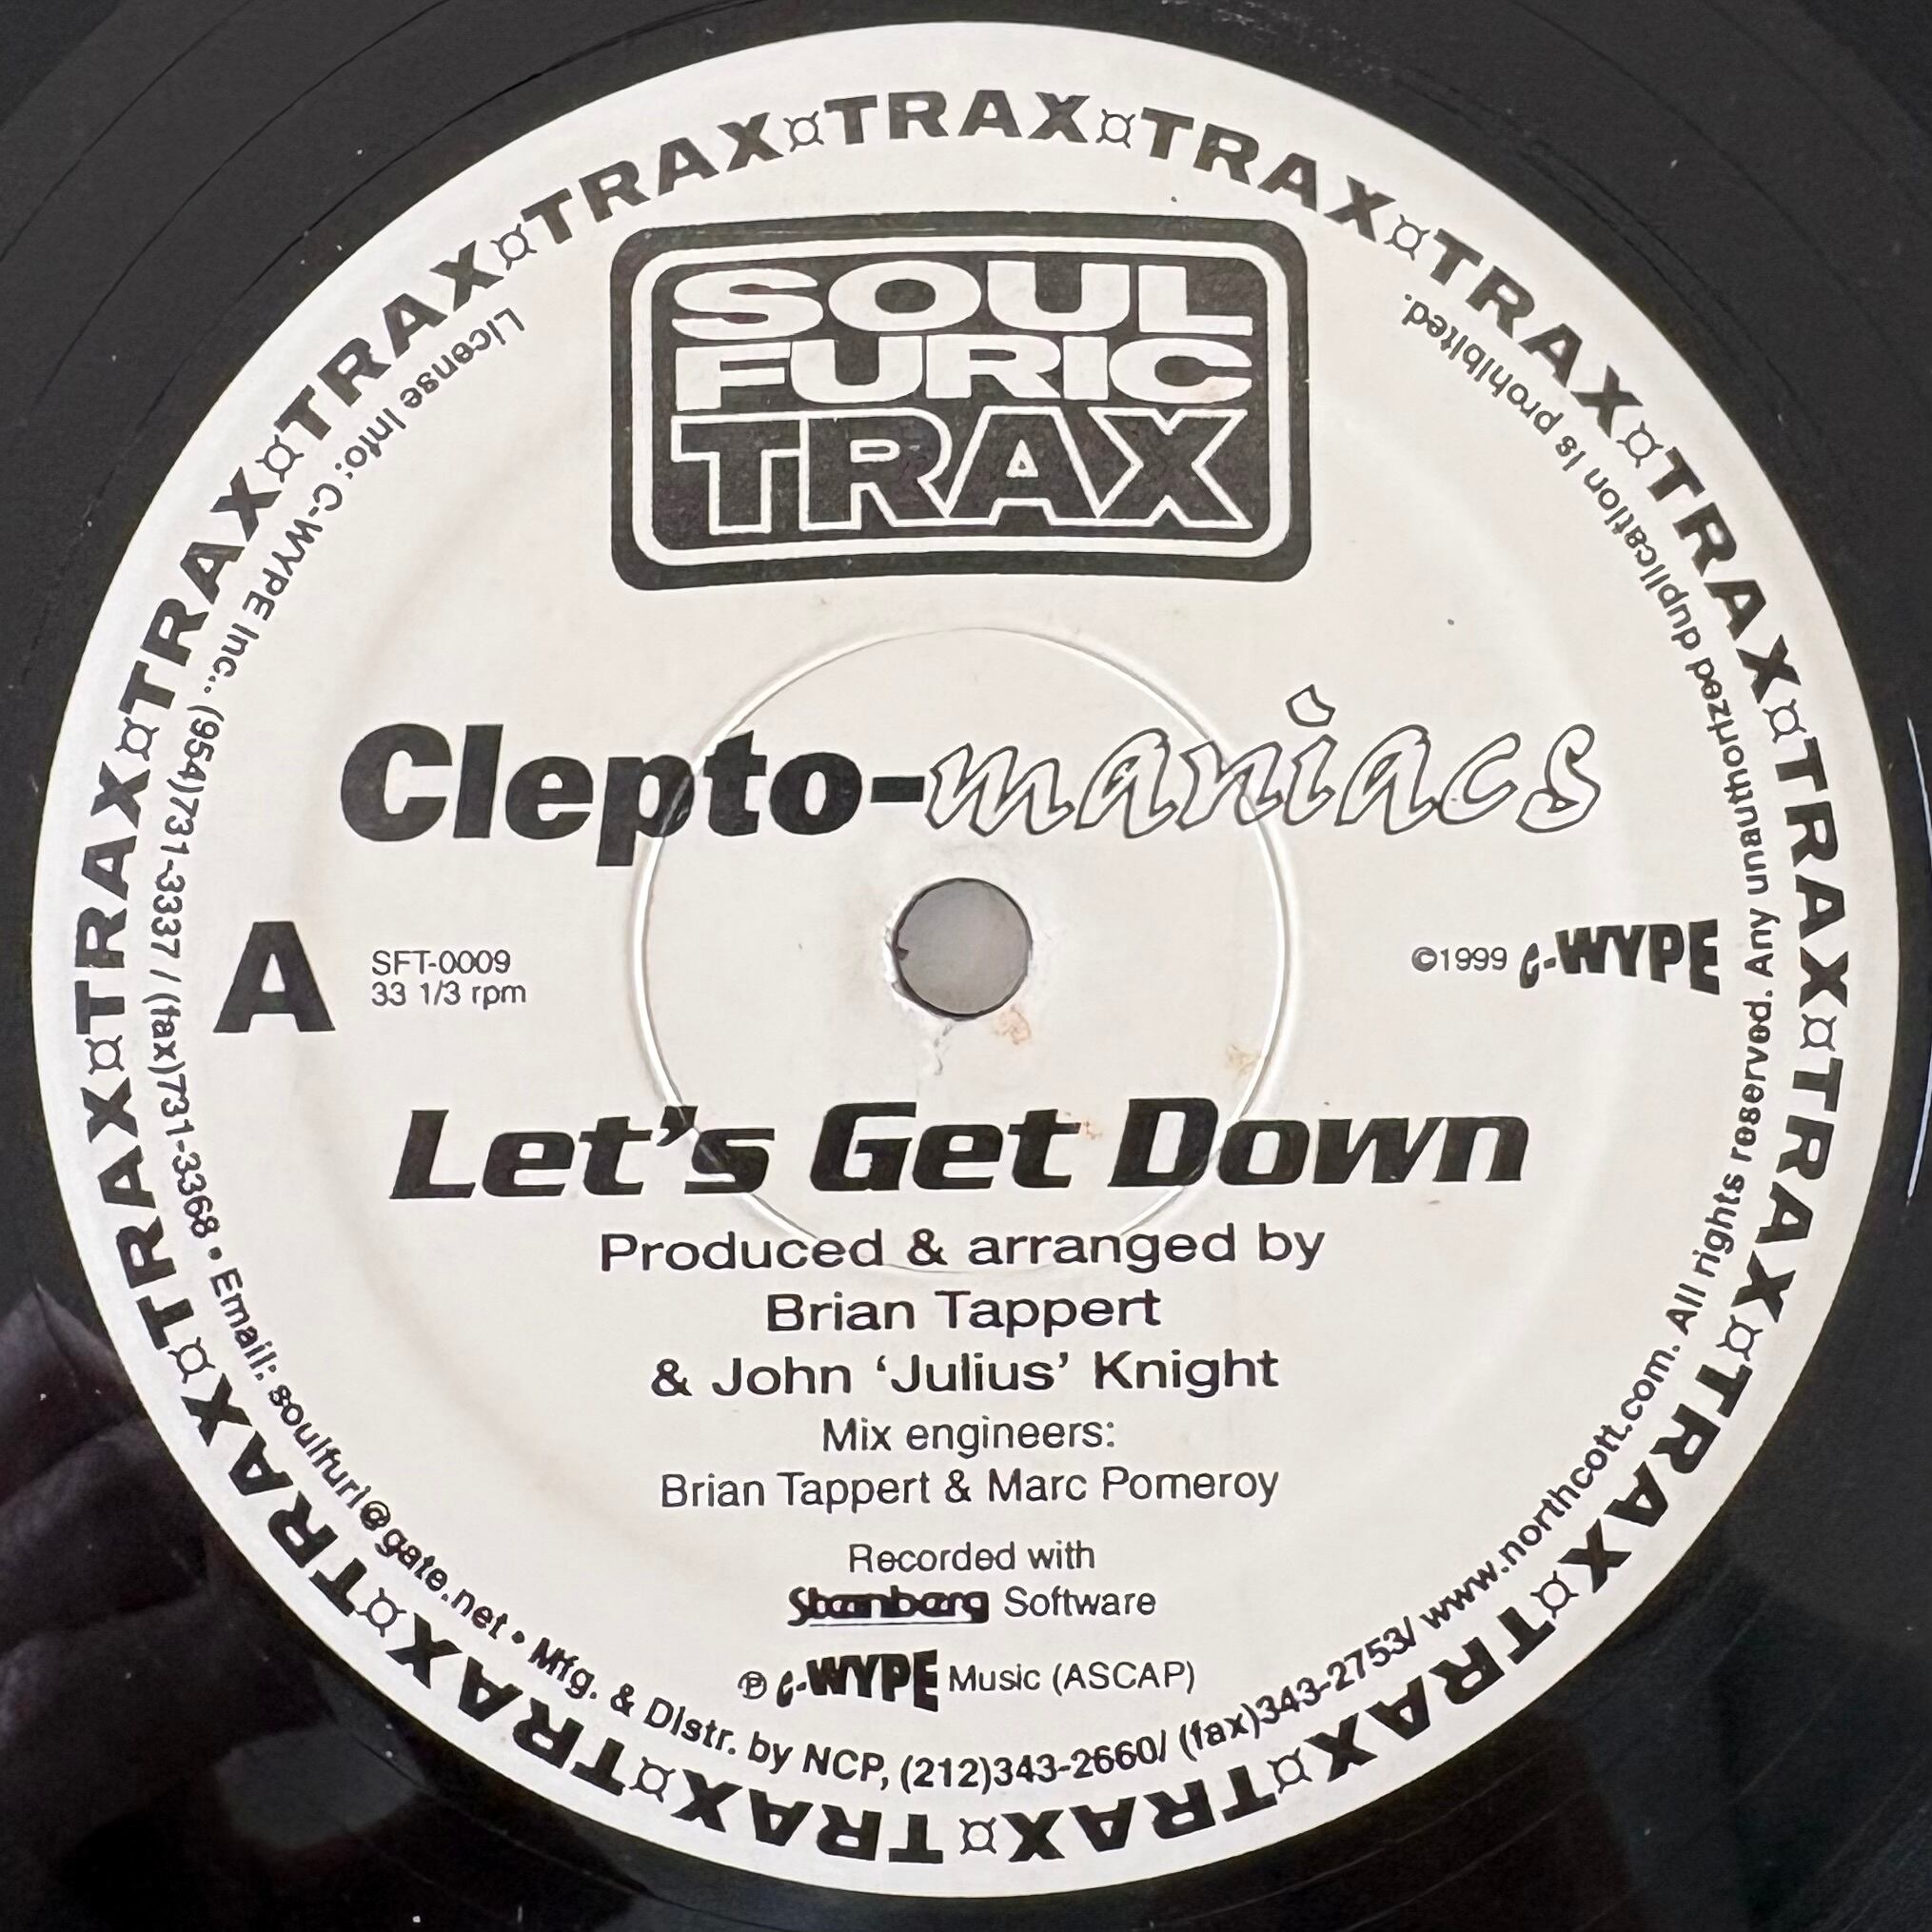 TRAX¤TRAX¤TRAX¤TRAX¤TRAX¤TRAX¤TRAX¤TRAX¤TRAX¤TRAX¤TRAX¤TRAX¤TRAX¤TRAX¤TRAX¤TRAX¤TRAX¤TRAX¤
SOUL
FURIC
TRAX
Clepto-maniacs
A
SFT-0009
33 1/3 rpm
©1999 c-WYPE
Let's Get Down
Produced & arranged by
Brian Tappert
& John ‘Julius’ Knight
Mix engineers:
Brian Tappert & Marc Pomeroy
Recorded with
Steinberg Software
℗ c-WYPE Music (ASCAP)
License Info: C-WYPE Inc.. (954)731-3337 / (fax)731-3368 • Email: soulfuri@gate.net • Mfg. & Distr. by NCP, (212)343-2660/ (fax)343-2753/ www.northcott.com. All rights reserved. Any unauthorized duplication is prohibited.